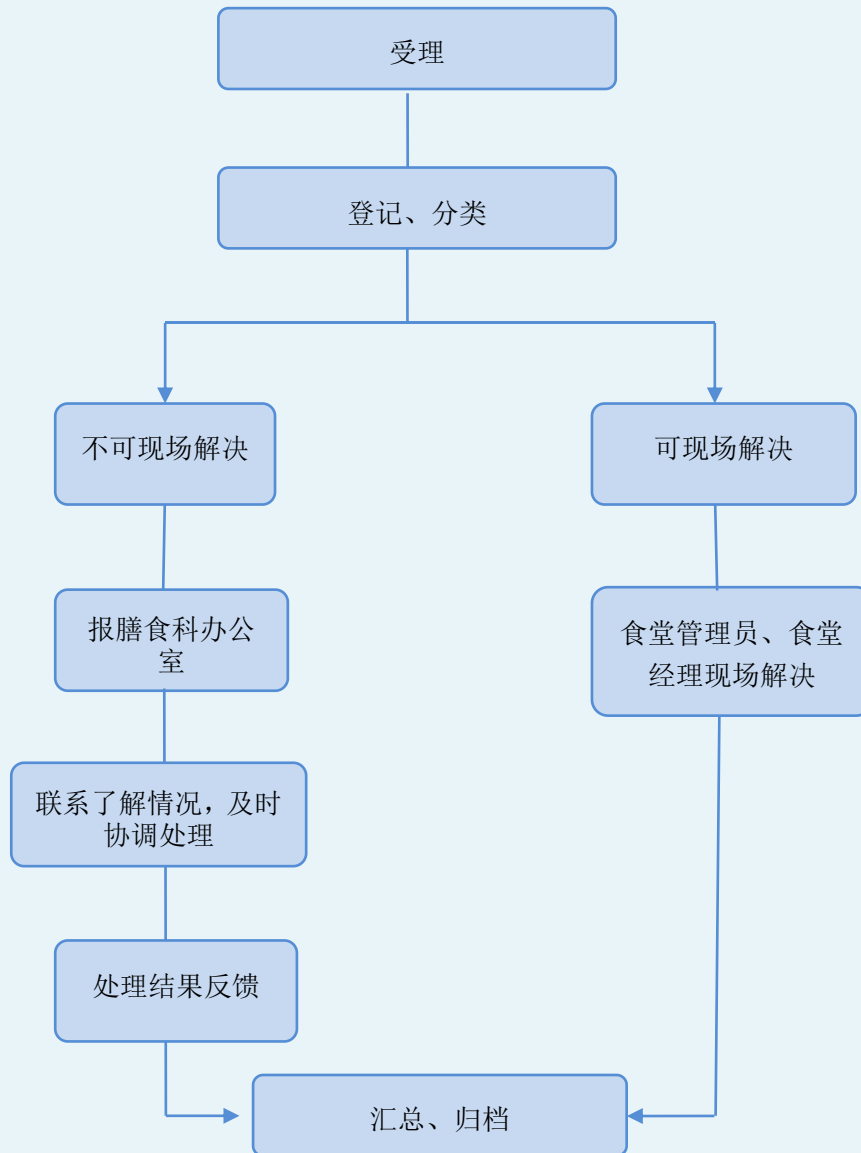 受理
登记、分类
不可现场解决
可现场解决
报膳食科办公
室
食堂管理员、食堂
经理现场解决
联系了解情况，及时
协调处理
处理结果反馈
汇总、归档